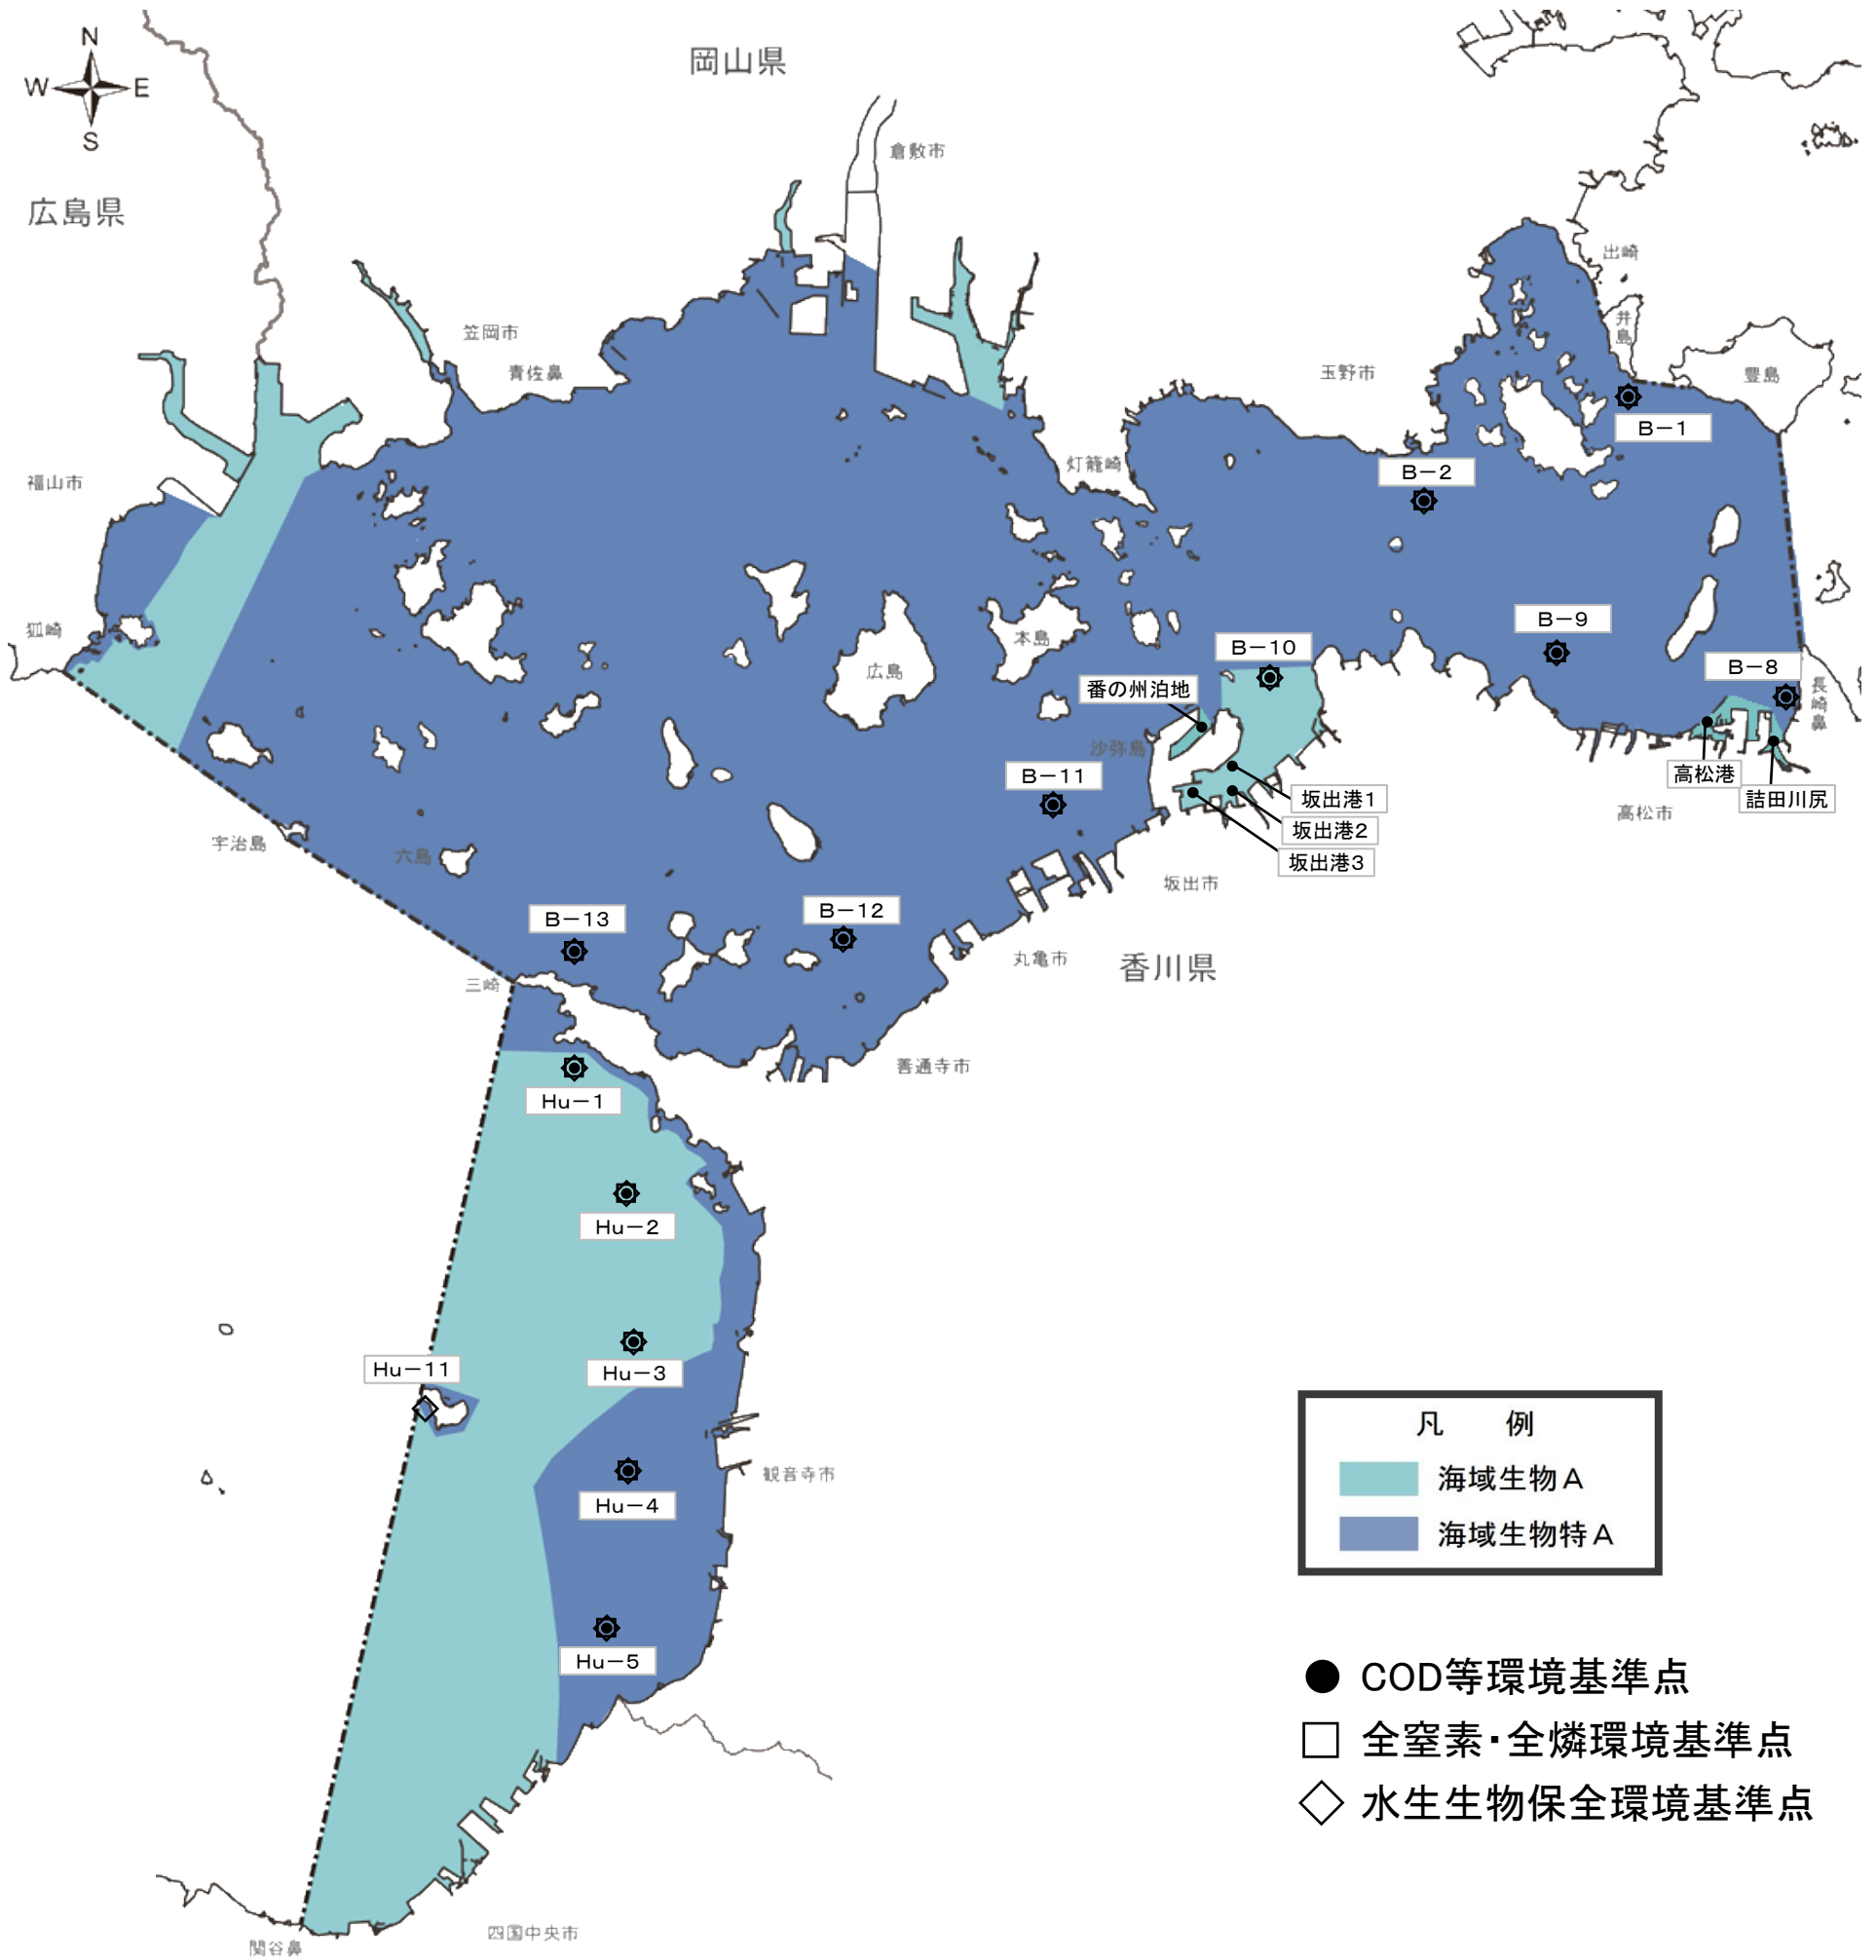 N
W
E
S
岡山県
広島県
倉敷市
出崎
井島
笠岡市
青佐鼻
玉野市
豊島
B－1
福山市
灯籠崎
B－2
狐崎
本島
B－9
B－10
広島
番の州泊地
B－8
長崎鼻
沙弥島
B－11
高松港
坂出港1
詰田川尻
高松市
坂出港2
宇治島
六島
坂出港3
坂出市
B－13
B－12
丸亀市
香川県
三崎
善通寺市
Hu－1
Hu－2
Hu－11
Hu－3
観音寺市
Hu－4
Hu－5
四国中央市
関谷鼻
凡　例
海域生物A
海域生物特A
COD等環境基準点
全窒素・全燐環境基準点
水生生物保全環境基準点